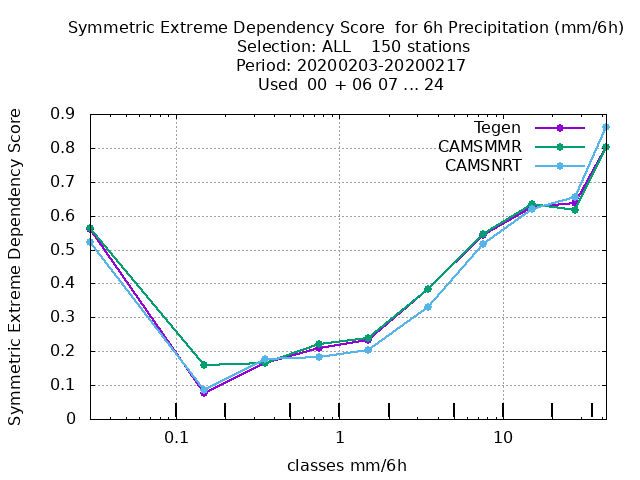 Symmetric Extreme Dependency Score  for 6h Precipitation (mm/6h)
Selection: ALL    150 stations
Period: 20200203-20200217
Used  00  + 06 07 ... 24
Symmetric Extreme Dependency Score
0.9
0.8
0.7
0.6
0.5
0.4
0.3
0.2
0.1
0
Tegen
CAMSMMR
CAMSNRT
0.1
1
10
classes mm/6h